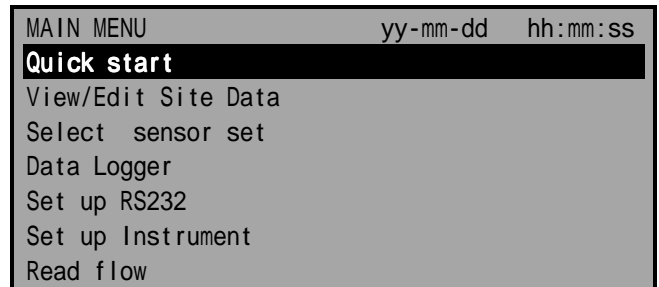 MAIN MENU yy-mm-dd hh:mm:ss
Quick start
View/Edit Site Data
Select sensor set
Data Logger
Set up RS232
Set up Instrument
Read flow